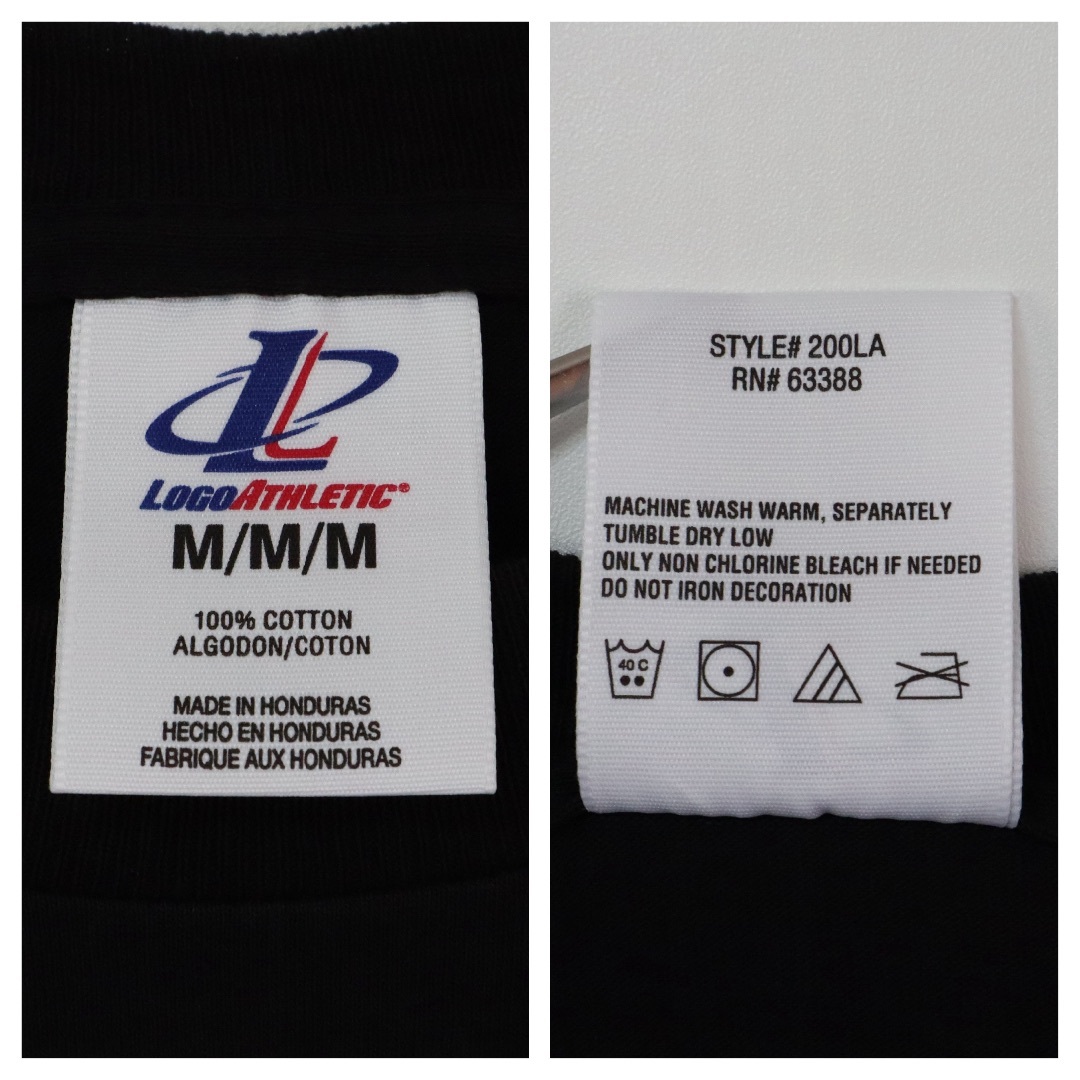 LOGOATHLETIC®
M/M/M
100% COTTON
ALGODON/COTON
MADE IN HONDURAS
HECHO EN HONDURAS
FABRIQUE AUX HONDURAS
STYLE# 200LA
RN# 63388
MACHINE WASH WARM, SEPARATELY
TUMBLE DRY LOW
ONLY NON CHLORINE BLEACH IF NEEDED
DO NOT IRON DECORATION
40 C